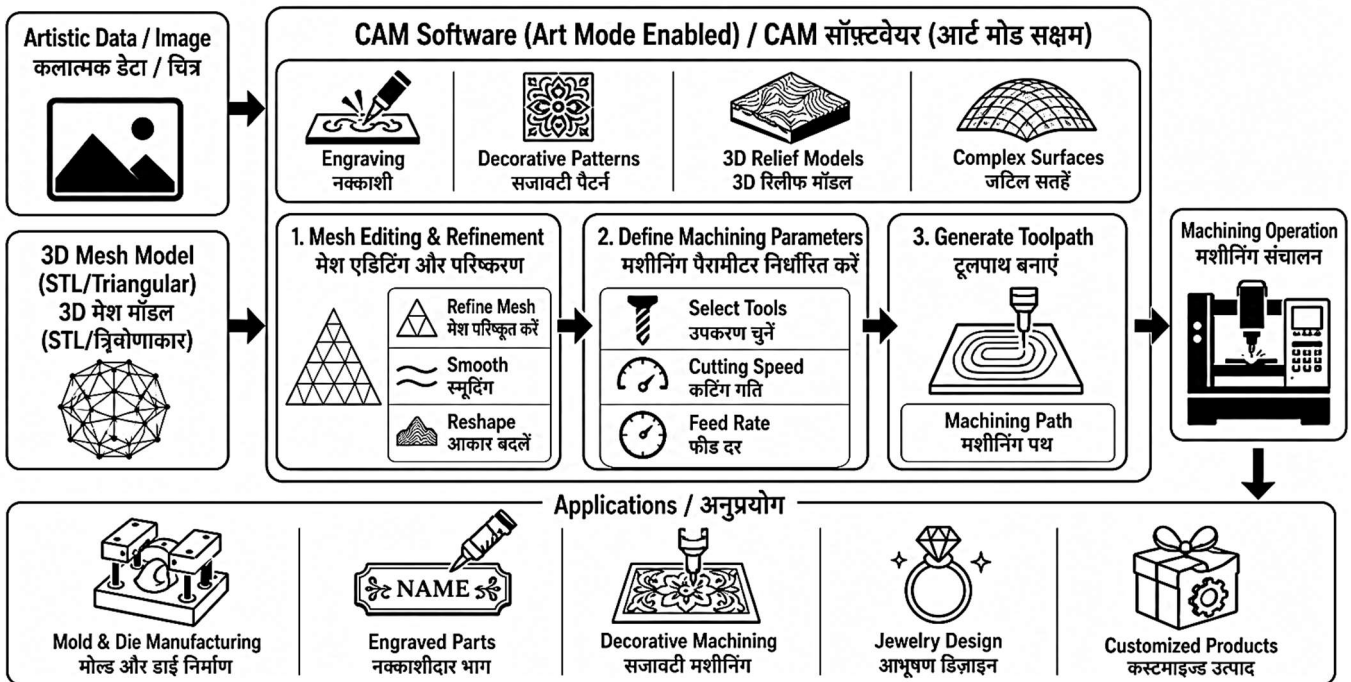 Artistic Data / Image
कलात्मक डेटा / चित्र
CAM Software (Art Mode Enabled) / CAM सॉफ़्टवेयर (आर्ट मोड सक्षम)
Engraving
नक्काशी
Decorative Patterns
सजावटी पैटर्न
3D Relief Models
3D रिलीफ मॉडल
Complex Surfaces
जटिल सतहें
3D Mesh Model
(STL/Triangular)
3D मेश मॉडल
(STL/त्रिवोणाकार)
1. Mesh Editing & Refinement
मेश एडिटिंग और परिष्करण
Refine Mesh
मेश परिष्कृत करें
Smooth
स्मूदिंग
Reshape
आकार बदलें
2. Define Machining Parameters
मशीनिंग पैरामीटर निर्धारित करें
Select Tools
उपकरण चुनें
Cutting Speed
कटिंग गति
Feed Rate
फीड दर
3. Generate Toolpath
टूलपाथ बनाएं
Machining Path
मशीनिंग पथ
Machining Operation
मशीनिंग संचालन
Applications / अनुप्रयोग
Mold & Die Manufacturing
मोल्ड और डाई निर्माण
NAME
Engraved Parts
नक्काशीदार भाग
Decorative Machining
सजावटी मशीनिंग
Jewelry Design
आभूषण डिज़ाइन
Customized Products
कस्टमाइज्ड उत्पाद